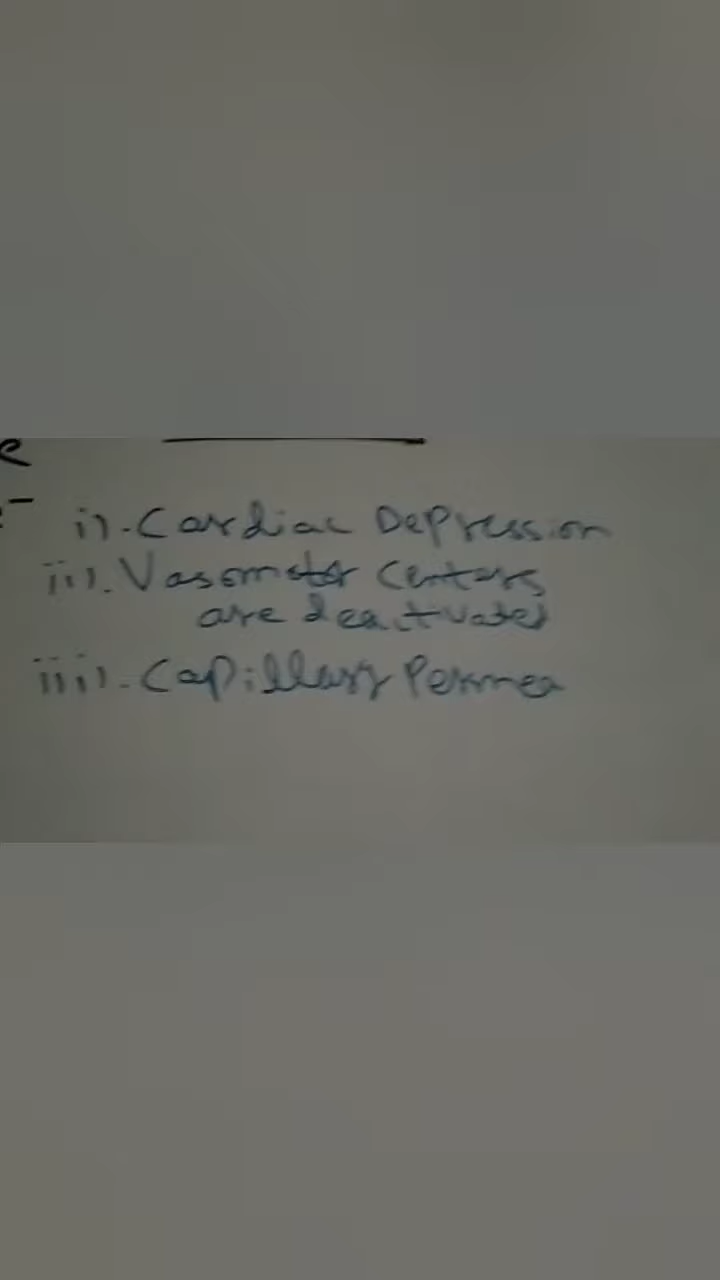 i). Cardiac Depression
ii). Vasomotor Centers
are deactivated
iii). Capillary Permea